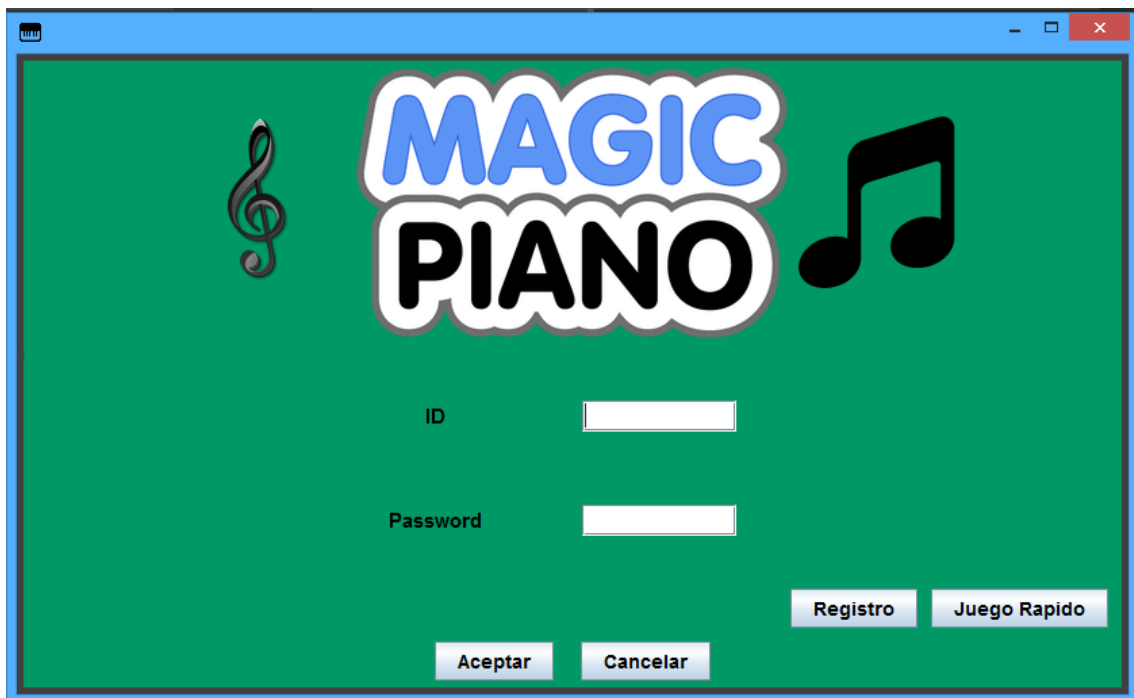 MAGIC
PIANO
ID
Password
Registro Juego Rapido
Aceptar Cancelar